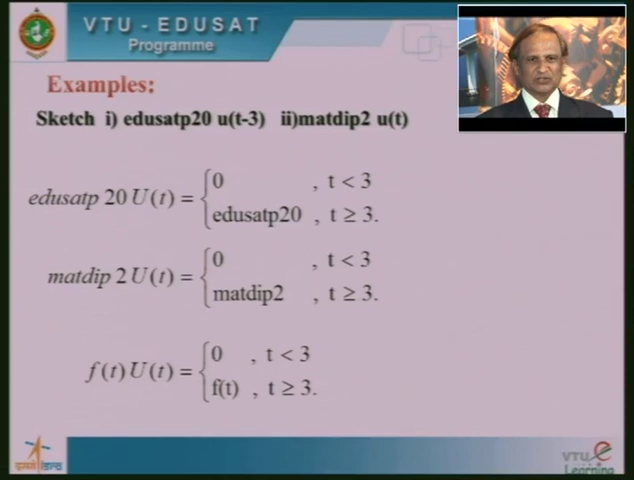 VTU - EDUSAT
Programme
Examples:
Sketch i) edusatp20 u(t-3) ii)matdip2 u(t)
edusatp 20 U(t) = {0 , t < 3
edusatp20 , t ≥ 3.
matdip 2 U(t) = {0 , t < 3
matdip2 , t ≥ 3.
f(t) U(t) = {0 , t < 3
f(t) , t ≥ 3.
VTU e
Learning